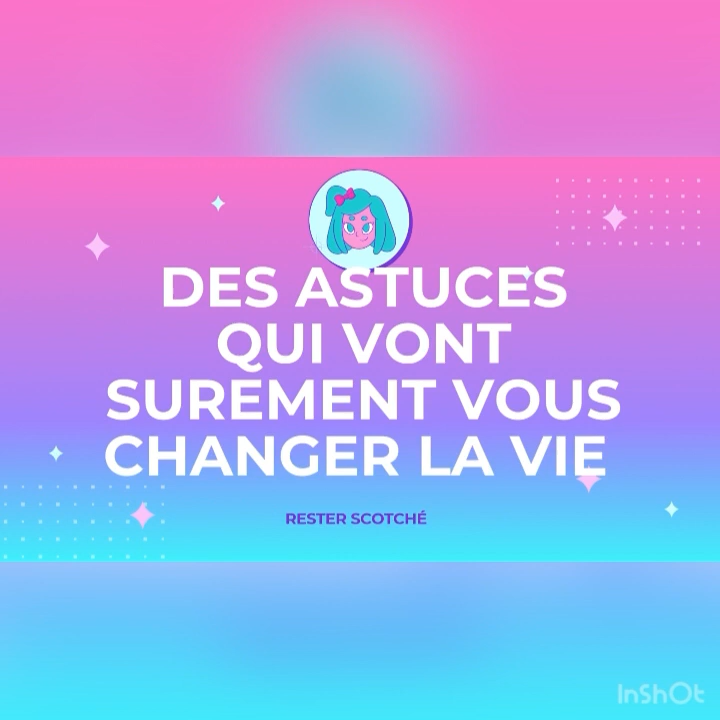 DES ASTUCES
QUI VONT
SUREMENT VOUS
CHANGER LA VIE
RESTER SCOTCHÉ
InShOt